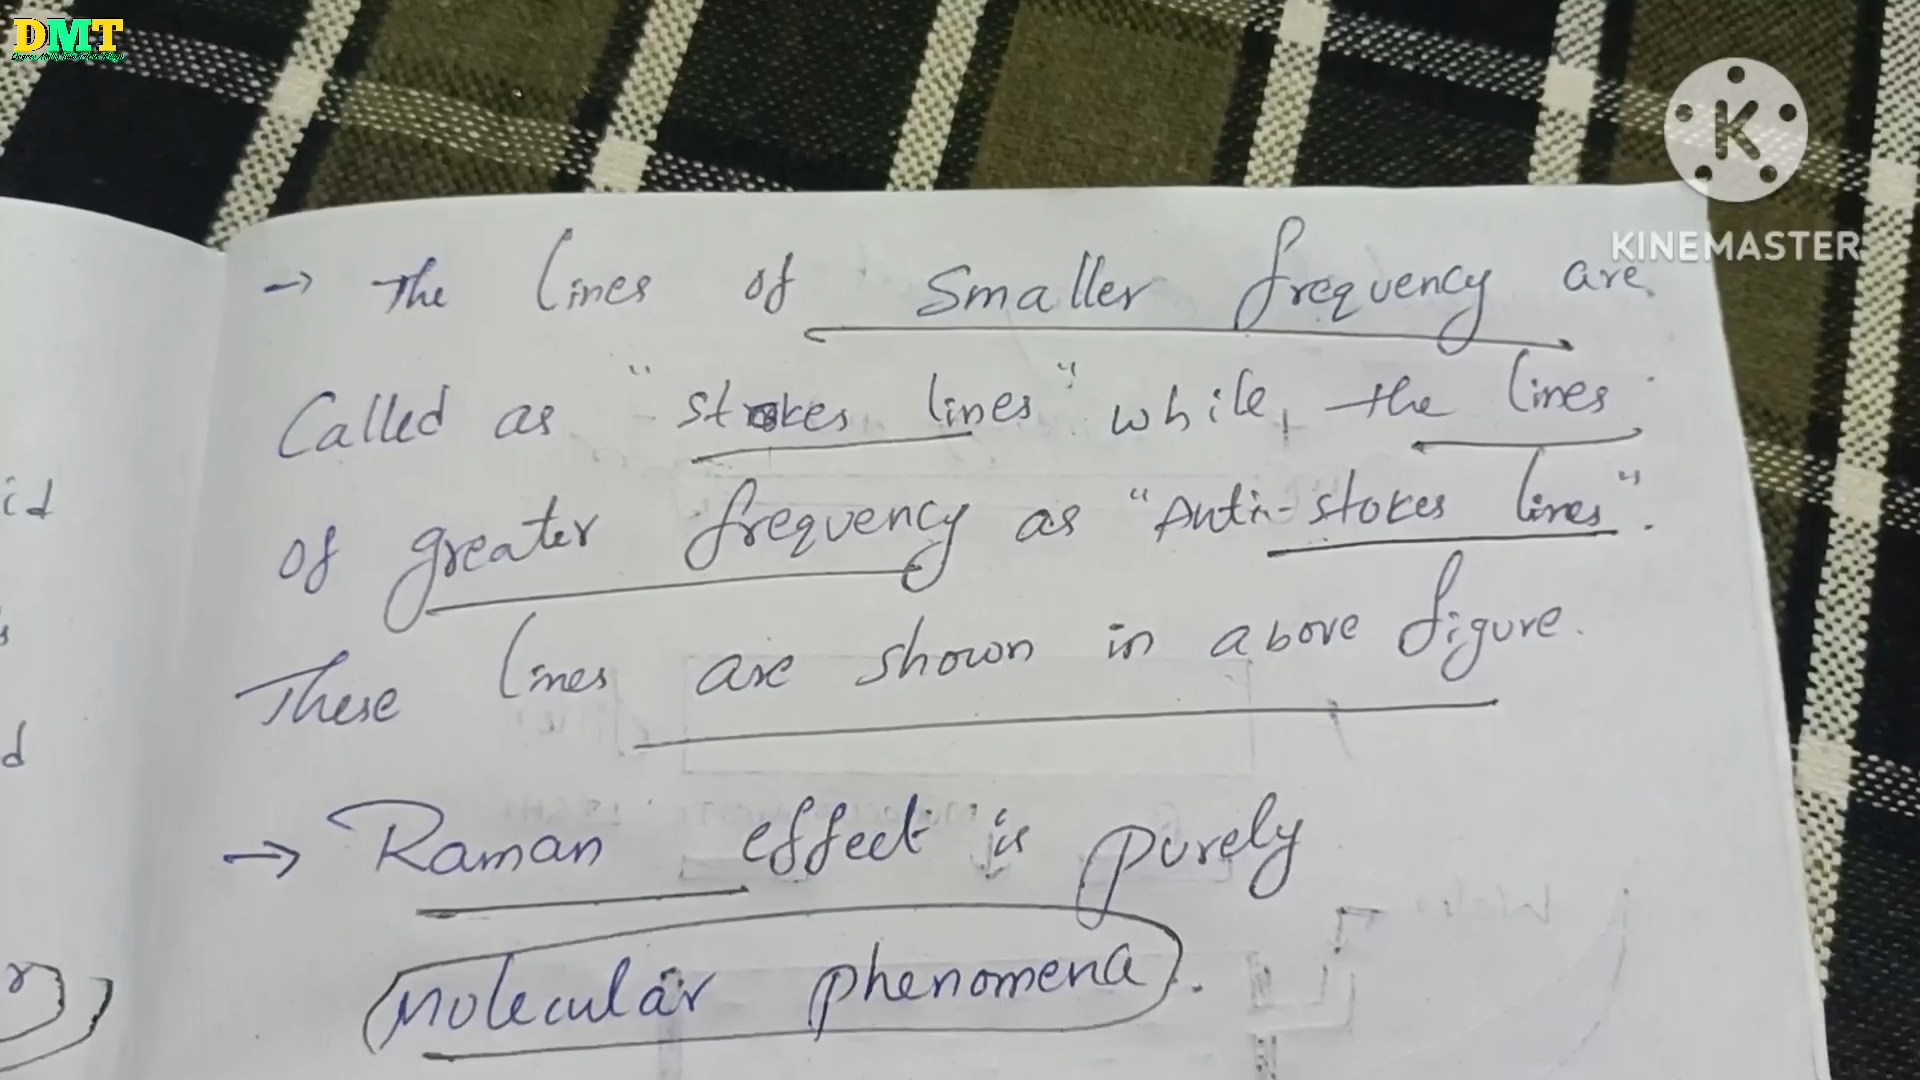 DMT
KINEMASTER
→ The lines of smaller frequency are
Called as "stokes lines" while, the lines
of greater frequency as "Anti-stokes lines".
These lines are shown in above figure.
→ Raman effect is purely
Molecular phenomena.
id
d